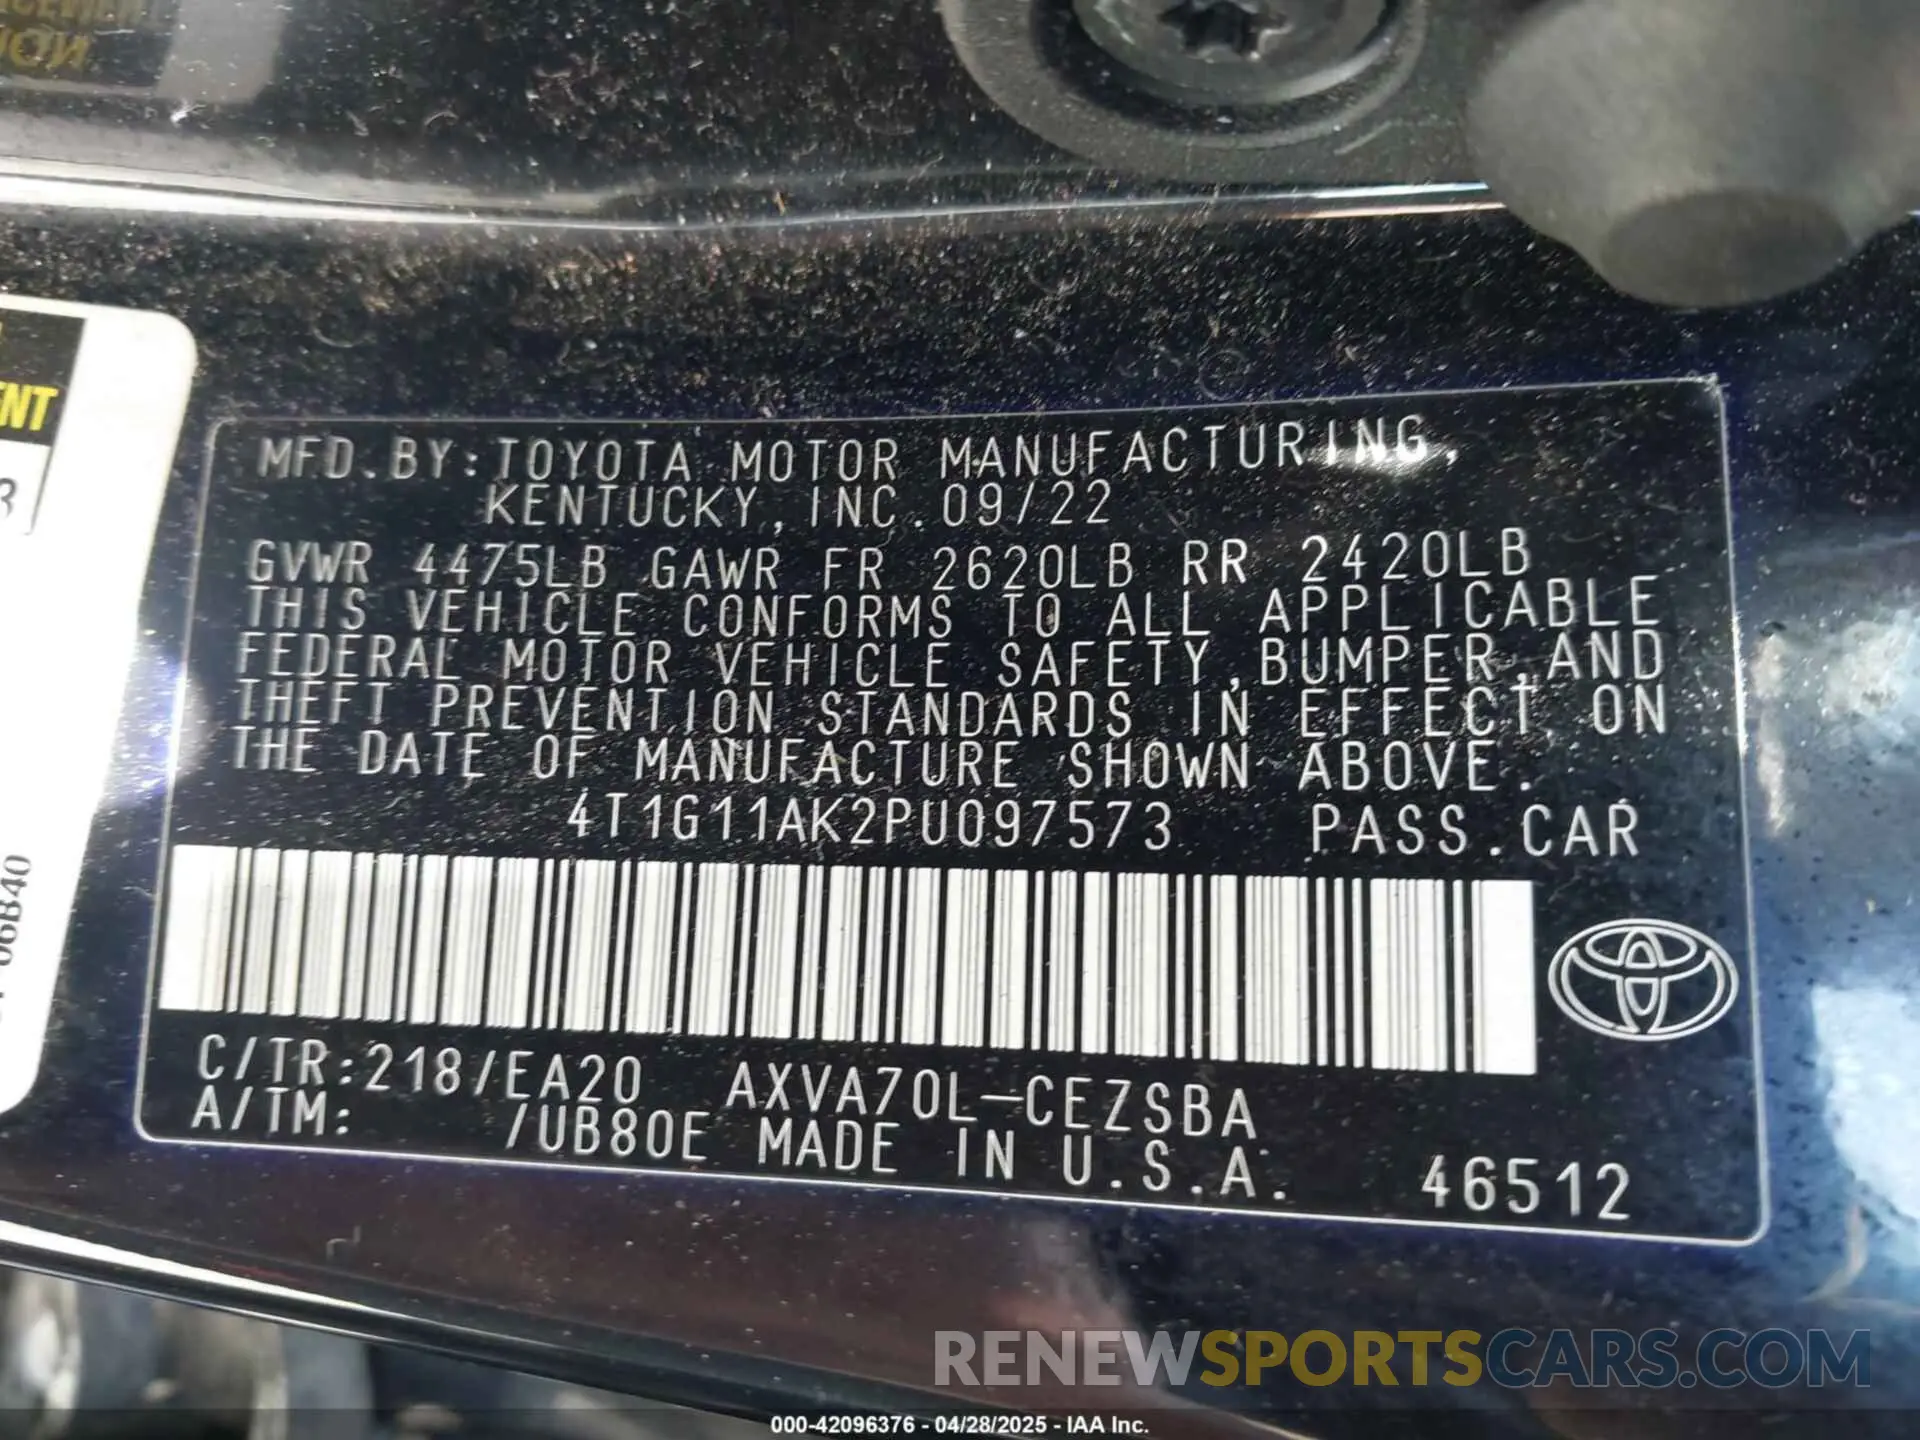 ENT
3
06B40
MFD.BY:TOYOTA MOTOR MANUFACTURING,
KENTUCKY,INC.09/22
GVWR 4475LB GAWR FR 2620LB RR 2420LB
THIS VEHICLE CONFORMS TO ALL APPLICABLE
FEDERAL MOTOR VEHICLE SAFETY,BUMPER,AND
THEFT PREVENTION STANDARDS IN EFFECT ON
THE DATE OF MANUFACTURE SHOWN ABOVE.
4T1G11AK2PU097573 PASS.CAR
C/TR:218/EA20 AXVA70L-CEZSBA
A/TM: /UB80E MADE IN U.S.A. 46512
RENEWSPORTSCARS.COM
000-42096376 - 04/28/2025 - IAA Inc.